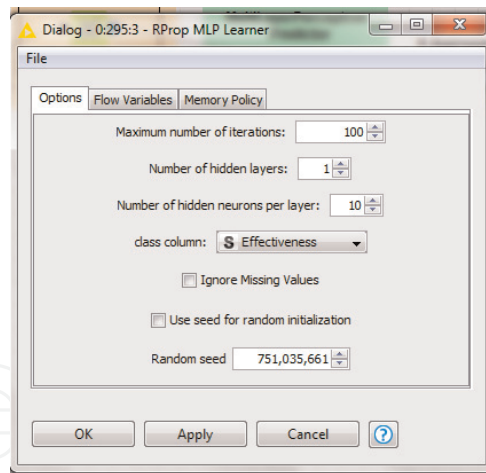 Dialog - 0:295:3 - RProp MLP Learner
File
Options Flow Variables Memory Policy
Maximum number of iterations: 100
Number of hidden layers: 1
Number of hidden neurons per layer: 10
class column: S Effectiveness
Ignore Missing Values
Use seed for random initialization
Random seed 751,035,661
OK Apply Cancel ?